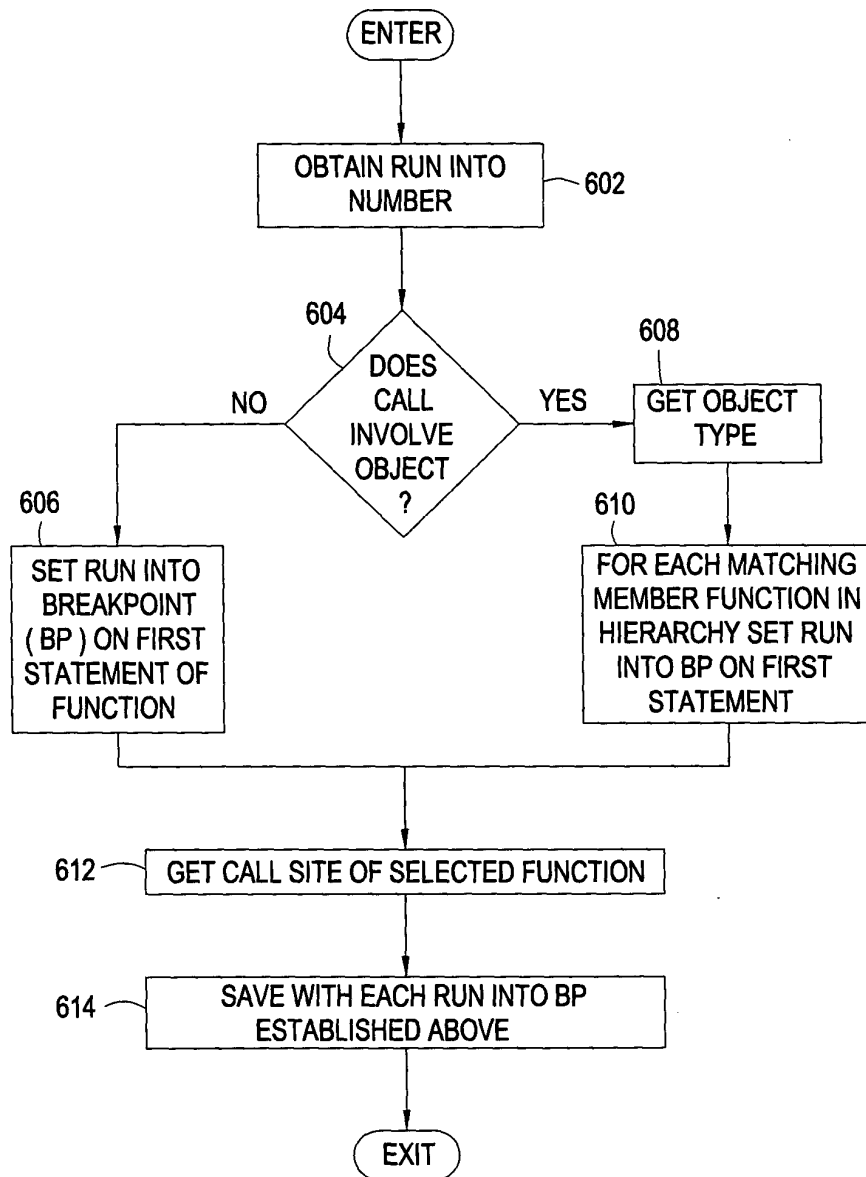 ENTER
OBTAIN RUN INTO
NUMBER
602
604
DOES
CALL
INVOLVE
OBJECT
?
NO
YES
608
GET OBJECT
TYPE
606
SET RUN INTO
BREAKPOINT
( BP ) ON FIRST
STATEMENT OF
FUNCTION
610
FOR EACH MATCHING
MEMBER FUNCTION IN
HIERARCHY SET RUN
INTO BP ON FIRST
STATEMENT
612
GET CALL SITE OF SELECTED FUNCTION
614
SAVE WITH EACH RUN INTO BP
ESTABLISHED ABOVE
EXIT